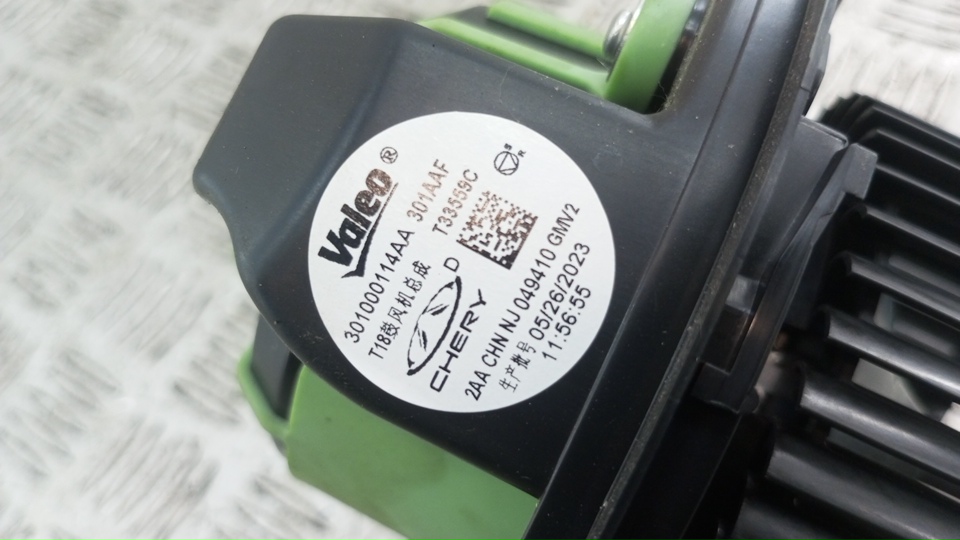 Valeo®
301000114AA 301AAF
T18鼓风机总成 T33559C
D
CHERY
2AA CHN NJ 049410 GMV2
生产批号 05/26/2023
11:56:55
S
R